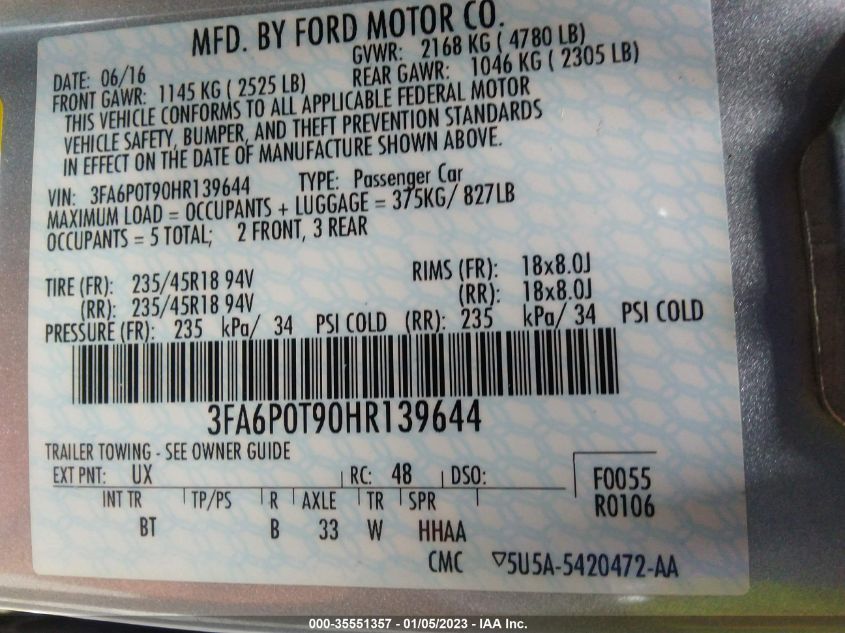 MFD. BY FORD MOTOR CO.
DATE: 06/16 GVWR: 2168 KG ( 4780 LB)
FRONT GAWR: 1145 KG ( 2525 LB) REAR GAWR: 1046 KG ( 2305 LB)
THIS VEHICLE CONFORMS TO ALL APPLICABLE FEDERAL MOTOR
VEHICLE SAFETY, BUMPER, AND THEFT PREVENTION STANDARDS
IN EFFECT ON THE DATE OF MANUFACTURE SHOWN ABOVE.
VIN: 3FA6P0T90HR139644 TYPE: Passenger Car
MAXIMUM LOAD = OCCUPANTS + LUGGAGE = 375KG/ 827LB
OCCUPANTS = 5 TOTAL; 2 FRONT, 3 REAR
TIRE (FR): 235/45R18 94V RIMS (FR): 18x8.0J
(RR): 235/45R18 94V (RR): 18x8.0J
PRESSURE (FR): 235 kPa/ 34 PSI COLD (RR): 235 kPa/ 34 PSI COLD
3FA6P0T90HR139644
TRAILER TOWING - SEE OWNER GUIDE
EXT PNT: UX RC: 48 DSO: F0055
INT TR TP/PS R AXLE TR SPR R0106
BT B 33 W HHAA
CMC ▽5U5A-5420472-AA
000-35551357 - 01/05/2023 - IAA Inc.